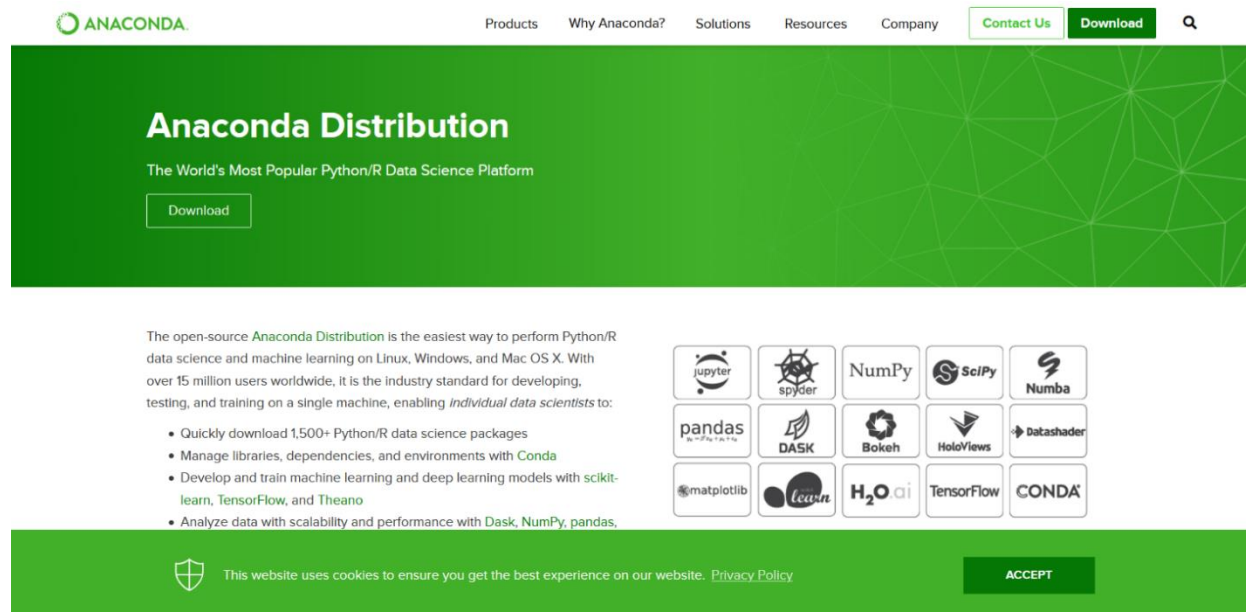 ANACONDA.
Products Why Anaconda? Solutions Resources Company Contact Us Download
Anaconda Distribution
The World's Most Popular Python/R Data Science Platform
Download
The open-source Anaconda Distribution is the easiest way to perform Python/R
data science and machine learning on Linux, Windows, and Mac OS X. With
over 15 million users worldwide, it is the industry standard for developing,
testing, and training on a single machine, enabling individual data scientists to:
• Quickly download 1,500+ Python/R data science packages
• Manage libraries, dependencies, and environments with Conda
• Develop and train machine learning and deep learning models with scikit-
learn, TensorFlow, and Theano
• Analyze data with scalability and performance with Dask, NumPy, pandas,
jupyter spyder NumPy SciPy Numba
pandas DASK Bokeh HoloViews Datashader
matplotlib learn H₂O.ai TensorFlow CONDA
This website uses cookies to ensure you get the best experience on our website. Privacy Policy
ACCEPT